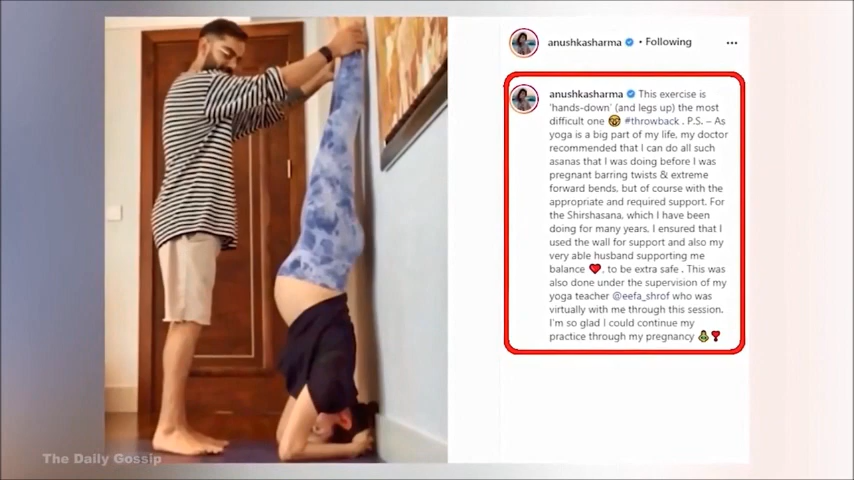 anushkasharma • Following
anushkasharma This exercise is
'hands-down' (and legs up) the most
difficult one 🤓 #throwback . P.S. – As
yoga is a big part of my life, my doctor
recommended that I can do all such
asanas that I was doing before I was
pregnant barring twists & extreme
forward bends, but of course with the
appropriate and required support. For
the Shirshasana, which I have been
doing for many years, I ensured that I
used the wall for support and also my
very able husband supporting me
balance ❤️, to be extra safe . This was
also done under the supervision of my
yoga teacher @eefa_shrof who was
virtually with me through this session.
I'm so glad I could continue my
practice through my pregnancy 🧘‍♀️❣️
The Daily Gossip